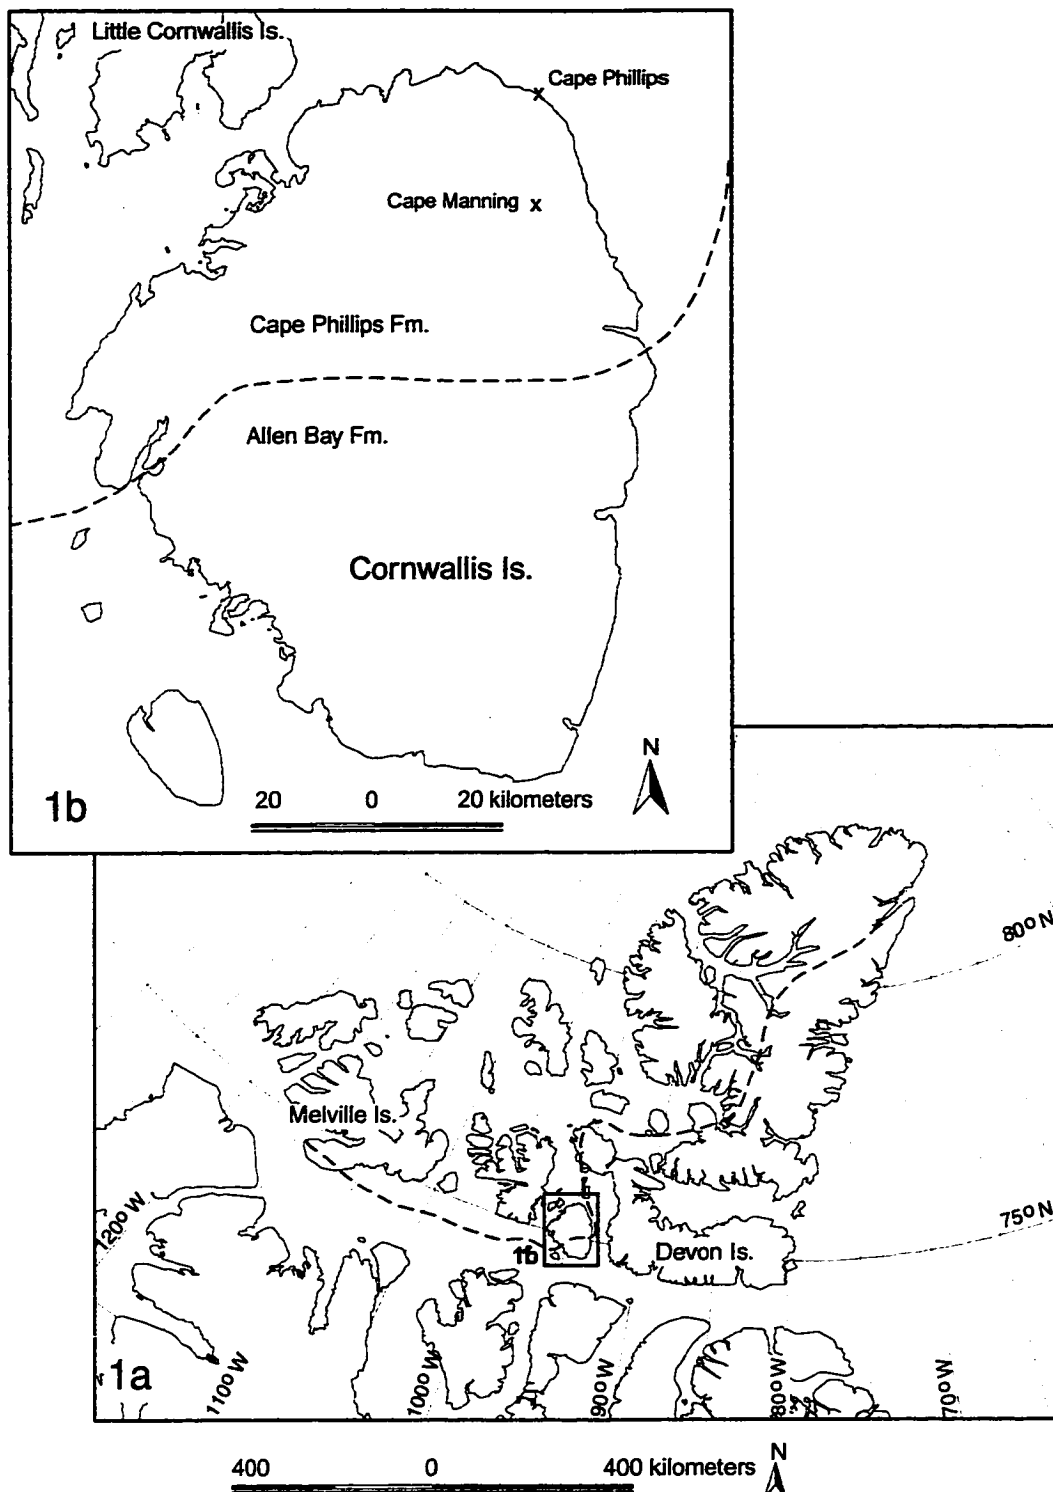 Little Cornwallis Is.
Cape Phillips
x
Cape Manning x
Cape Phillips Fm.
Allen Bay Fm.
Cornwallis Is.
N
20 0 20 kilometers
1b
80° N
Melville Is.
120° W
75° N
1b
Devon Is.
1a
110° W
100° W
90° W
80° W
70° W
400 0 400 kilometers
N